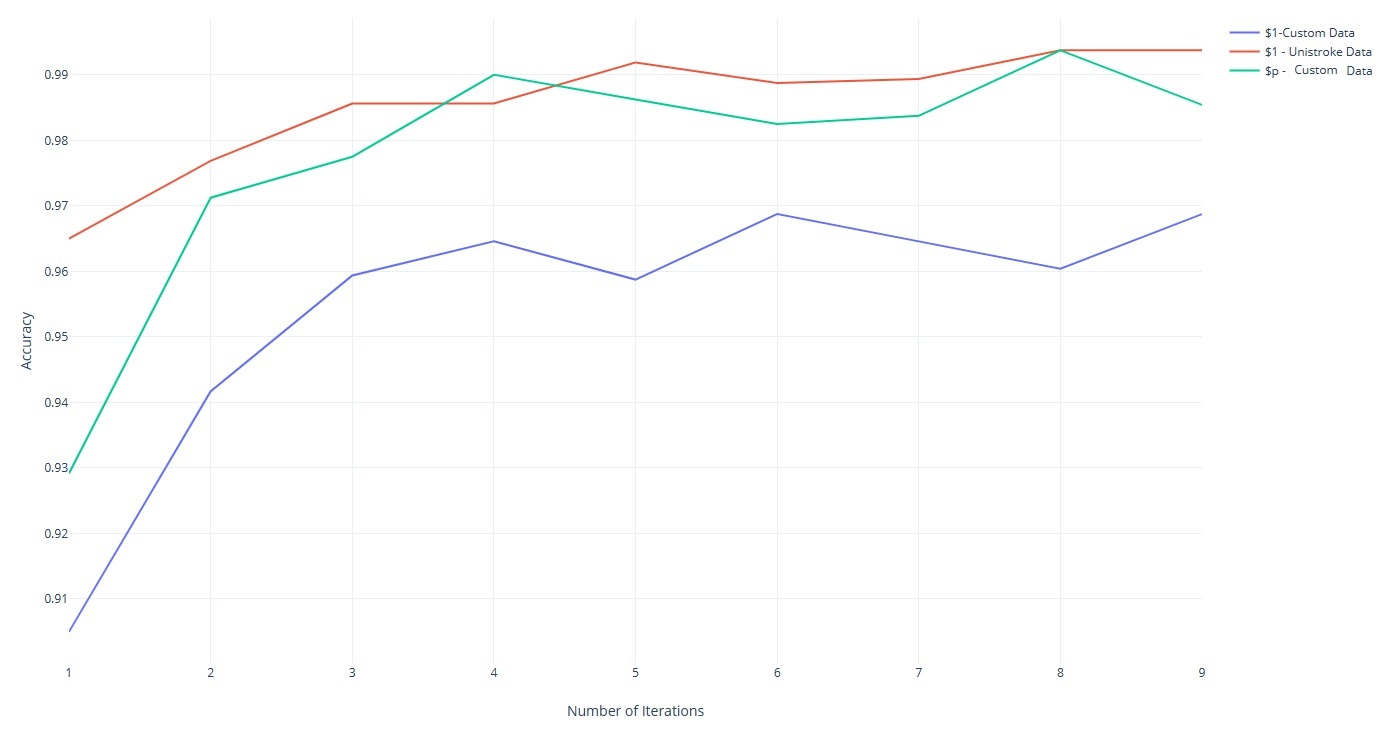 $1-Custom Data
$1 - Unistroke Data
$p - Custom Data
0.99
0.98
0.97
0.96
0.95
0.94
0.93
0.92
0.91
Accuracy
1 2 3 4 5 6 7 8 9
Number of Iterations